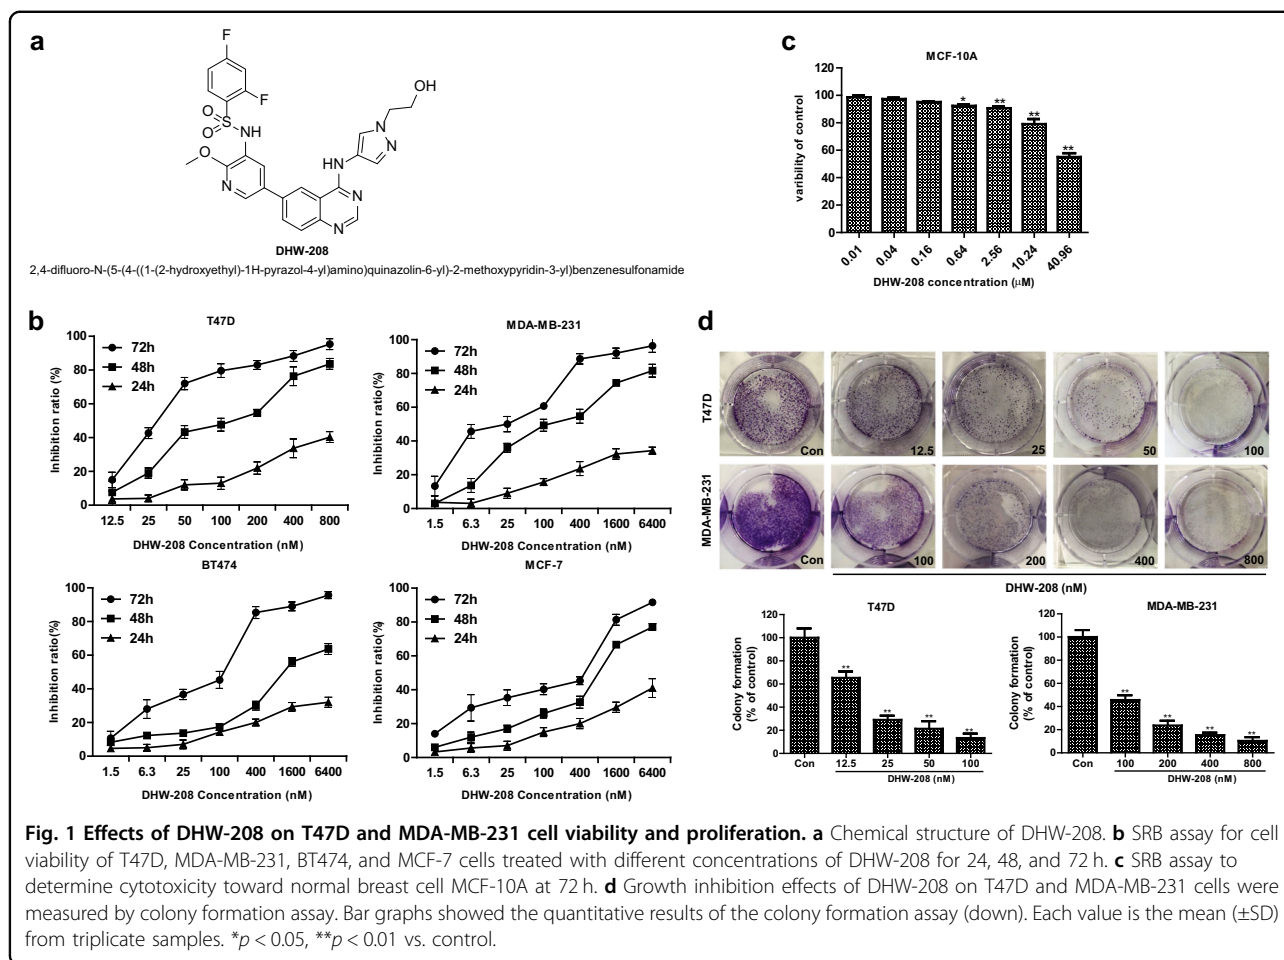 a
F
F
O
S
O
NH
O
N
HN
N
N
OH
N
N
DHW-208
2,4-difluoro-N-(5-(4-((1-(2-hydroxyethyl)-1H-pyrazol-4-yl)amino)quinazolin-6-yl)-2-methoxypyridin-3-yl)benzenesulfonamide
c
MCF-10A
varibility of control
120
100
80
60
40
20
0
*
**
**
**
0.01 0.04 0.16 0.64 2.56 10.24 40.96
DHW-208 concentration (μM)
b
T47D
Inhibition ratio (%)
100
80
60
40
20
0
72h
48h
24h
12.5 25 50 100 200 400 800
DHW-208 Concentration (nM)
MDA-MB-231
Inhibition ratio (%)
100
80
60
40
20
0
72h
48h
24h
1.5 6.3 25 100 400 1600 6400
DHW-208 Concentration (nM)
BT474
Inhibition ratio(%)
100
80
60
40
20
0
72h
48h
24h
1.5 6.3 25 100 400 1600 6400
DHW-208 Concentration (nM)
MCF-7
Inhibition ratio(%)
100
80
60
40
20
0
72h
48h
24h
1.5 6.3 25 100 400 1600 6400
DHW-208 Concentration (nM)
d
T47D
Con 12.5 25 50 100
MDA-MB-231
Con 100 200 400 800
DHW-208 (nM)
T47D
Colony formation
(% of control)
120
100
80
60
40
20
0
**
**
**
**
Con 12.5 25 50 100
DHW-208 (nM)
MDA-MB-231
Colony formation
(% of control)
120
100
80
60
40
20
0
**
**
**
**
Con 100 200 400 800
DHW-208 (nM)
Fig. 1 Effects of DHW-208 on T47D and MDA-MB-231 cell viability and proliferation. a Chemical structure of DHW-208. b SRB assay for cell
viability of T47D, MDA-MB-231, BT474, and MCF-7 cells treated with different concentrations of DHW-208 for 24, 48, and 72 h. c SRB assay to
determine cytotoxicity toward normal breast cell MCF-10A at 72 h. d Growth inhibition effects of DHW-208 on T47D and MDA-MB-231 cells were
measured by colony formation assay. Bar graphs showed the quantitative results of the colony formation assay (down). Each value is the mean (±SD)
from triplicate samples. *p < 0.05, **p < 0.01 vs. control.